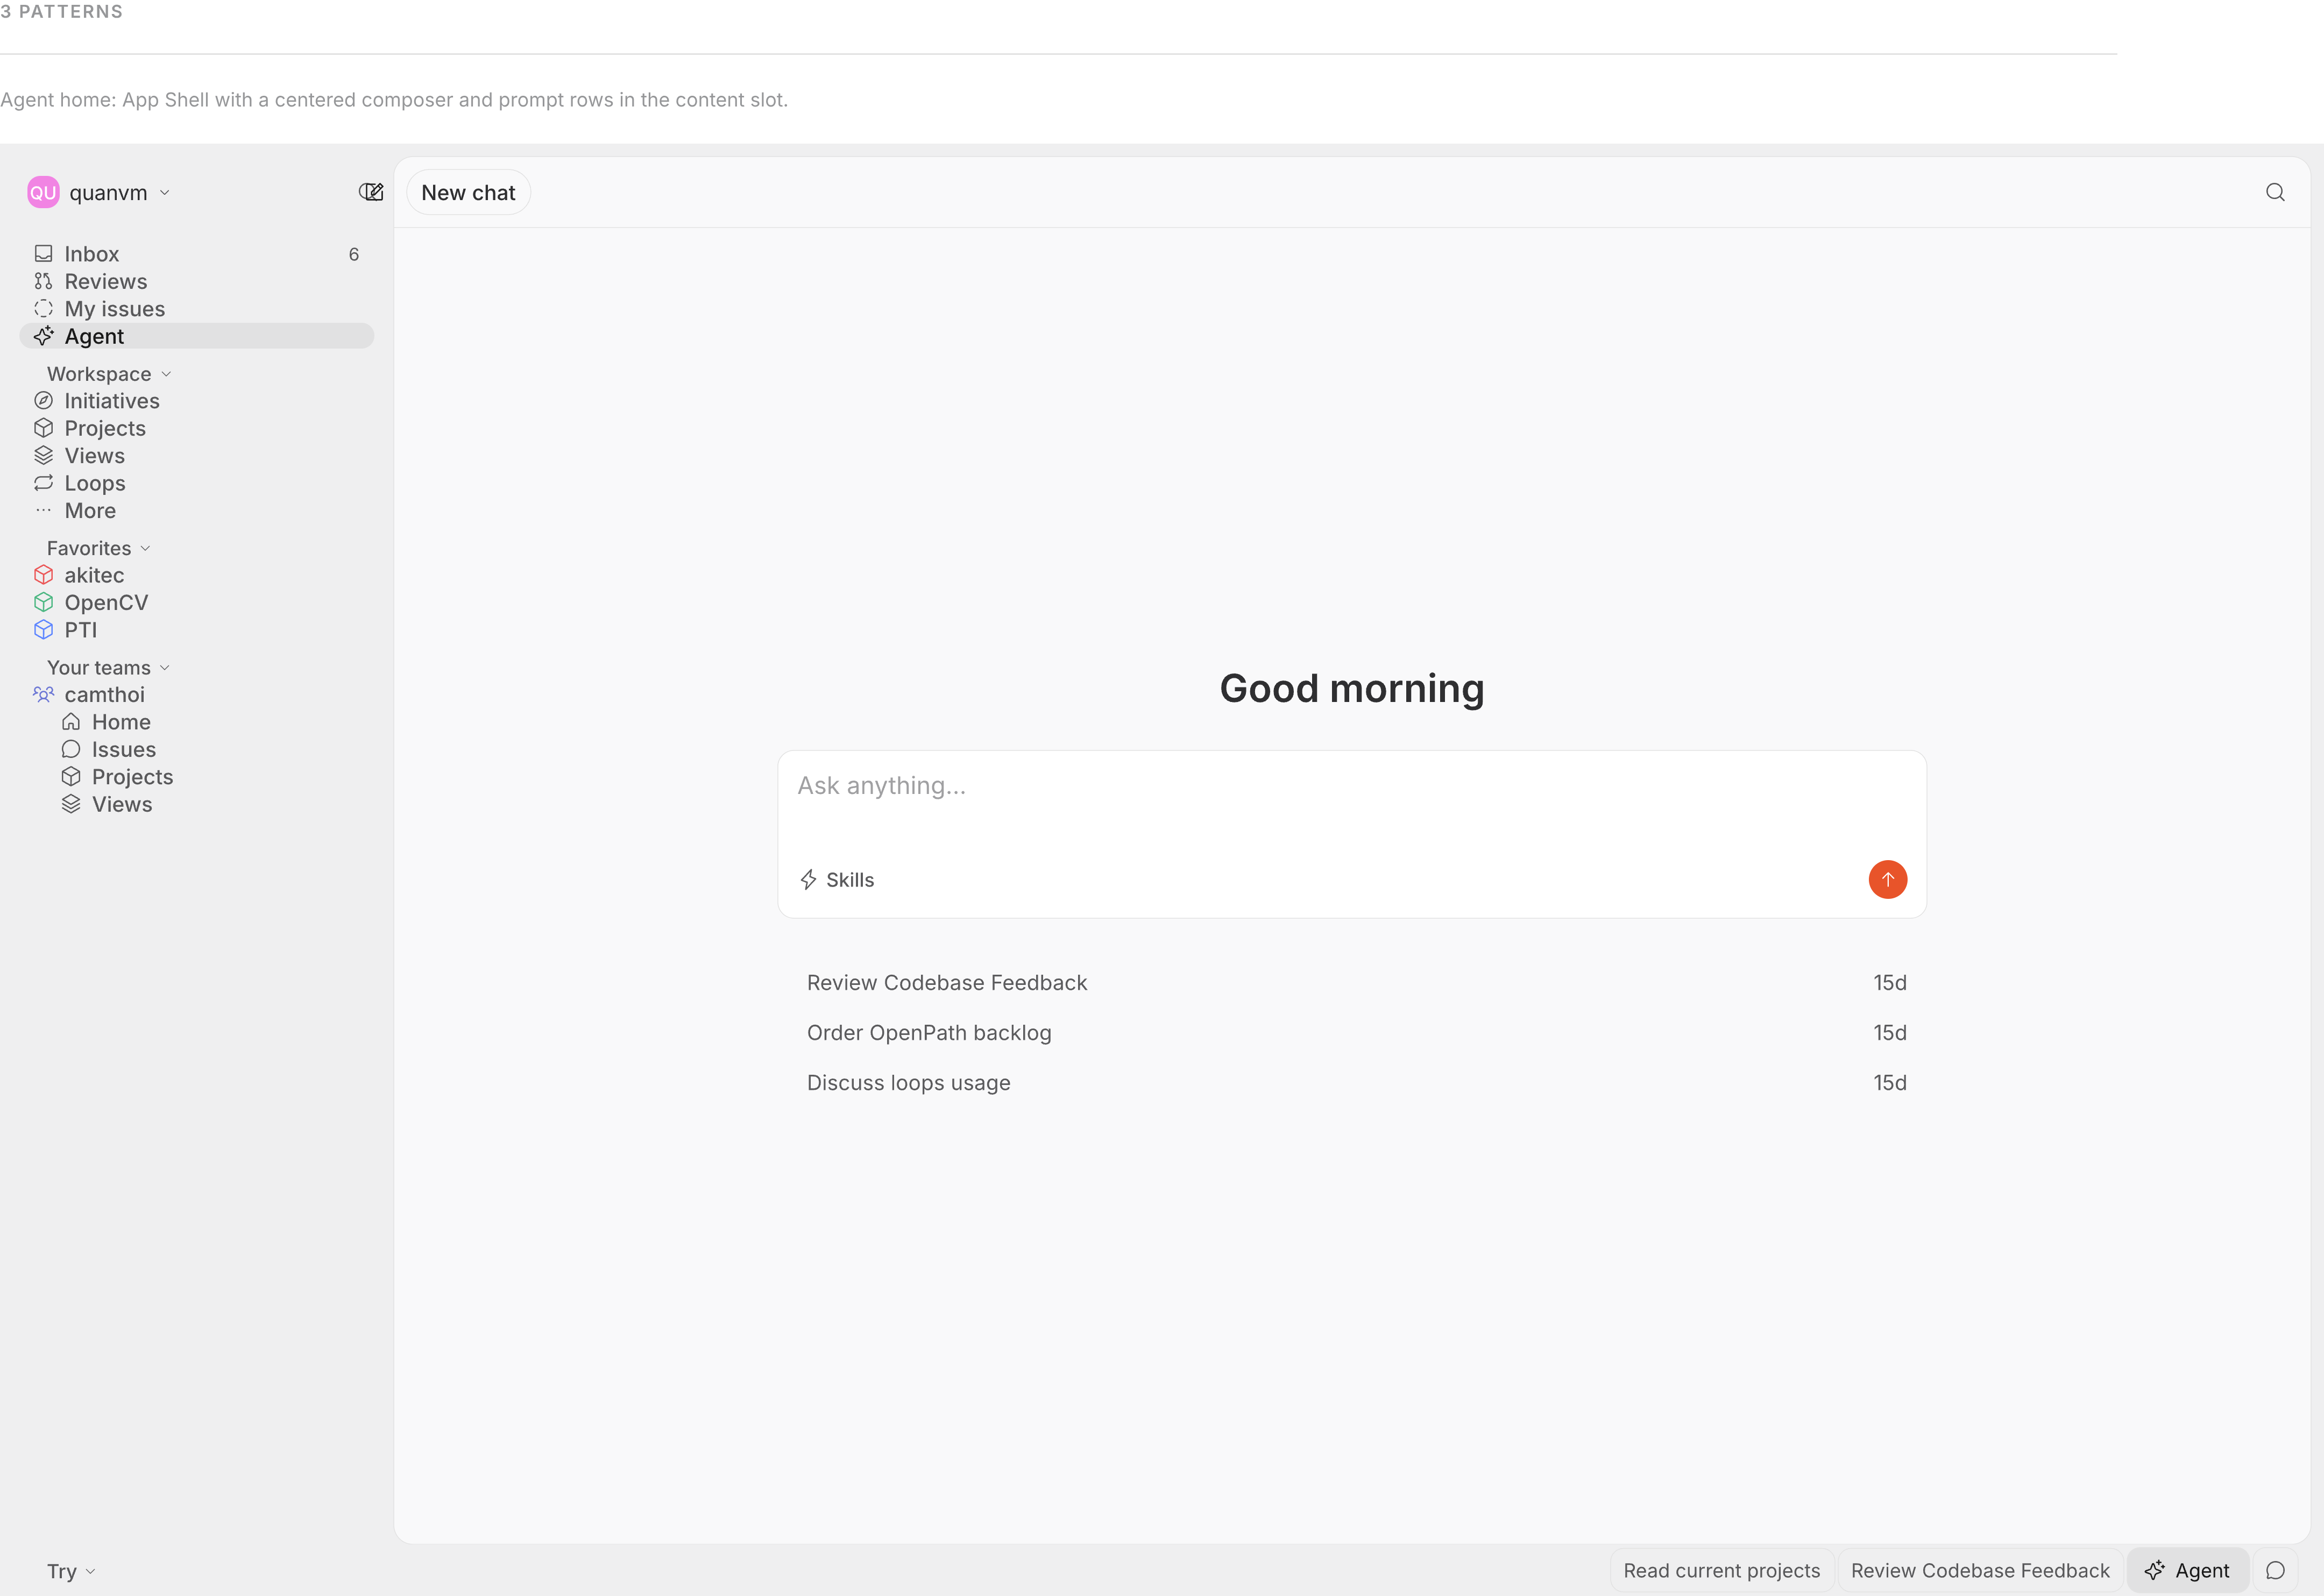 3 PATTERNS
Agent home: App Shell with a centered composer and prompt rows in the content slot.
QU quanvm
New chat
Inbox 6
Reviews
My issues
Agent
Workspace
Initiatives
Projects
Views
Loops
More
Favorites
akitec
OpenCV
PTI
Your teams
camthoi
Home
Issues
Projects
Views
Good morning
Ask anything...
Skills
Review Codebase Feedback 15d
Order OpenPath backlog 15d
Discuss loops usage 15d
Try
Read current projects
Review Codebase Feedback
Agent